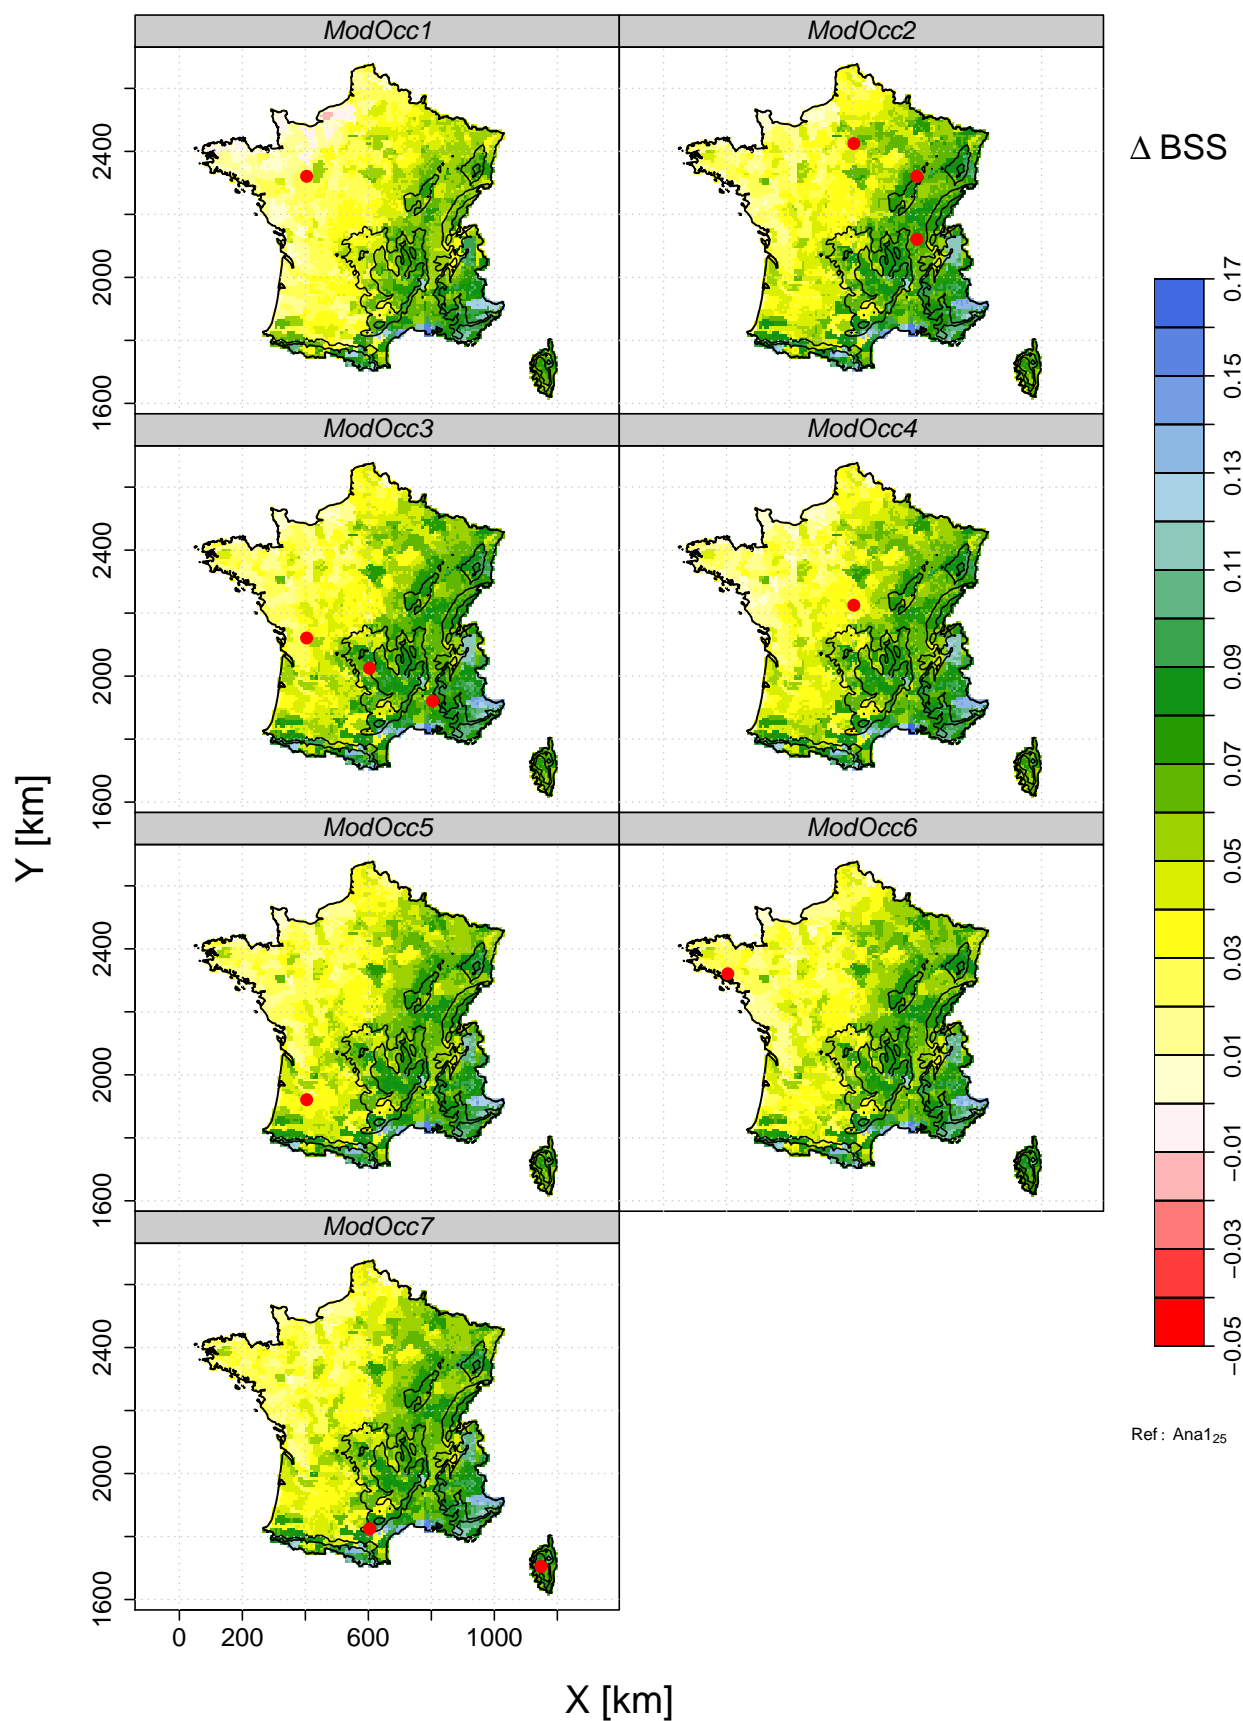 ModOcc1 ModOcc2
2400
2000
1600
ModOcc3 ModOcc4
2400
2000
1600
ModOcc5 ModOcc6
2400
2000
1600
ModOcc7
2400
2000
1600
0 200 600 1000
X [km]
Y [km]
Δ BSS
0.17
0.15
0.13
0.11
0.09
0.07
0.05
0.03
0.01
−0.01
−0.03
−0.05
Ref : Ana1₂₅